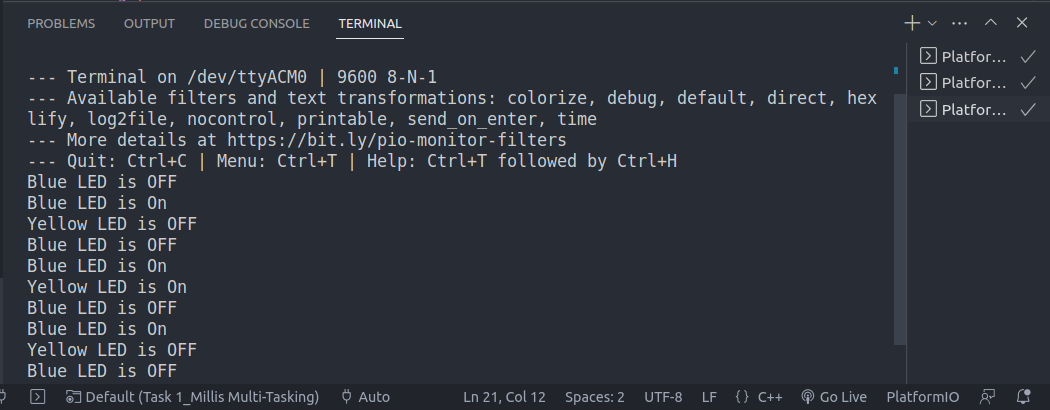 PROBLEMS OUTPUT DEBUG CONSOLE TERMINAL
--- Terminal on /dev/ttyACM0 | 9600 8-N-1
--- Available filters and text transformations: colorize, debug, default, direct, hex
lify, log2file, nocontrol, printable, send_on_enter, time
--- More details at https://bit.ly/pio-monitor-filters
--- Quit: Ctrl+C | Menu: Ctrl+T | Help: Ctrl+T followed by Ctrl+H
Blue LED is OFF
Blue LED is On
Yellow LED is OFF
Blue LED is OFF
Blue LED is On
Yellow LED is On
Blue LED is OFF
Blue LED is On
Yellow LED is OFF
Blue LED is OFF
Platfor...
Platfor...
Platfor...
Default (Task 1_Millis Multi-Tasking) Auto Ln 21, Col 12 Spaces: 2 UTF-8 LF {} C++ Go Live PlatformIO